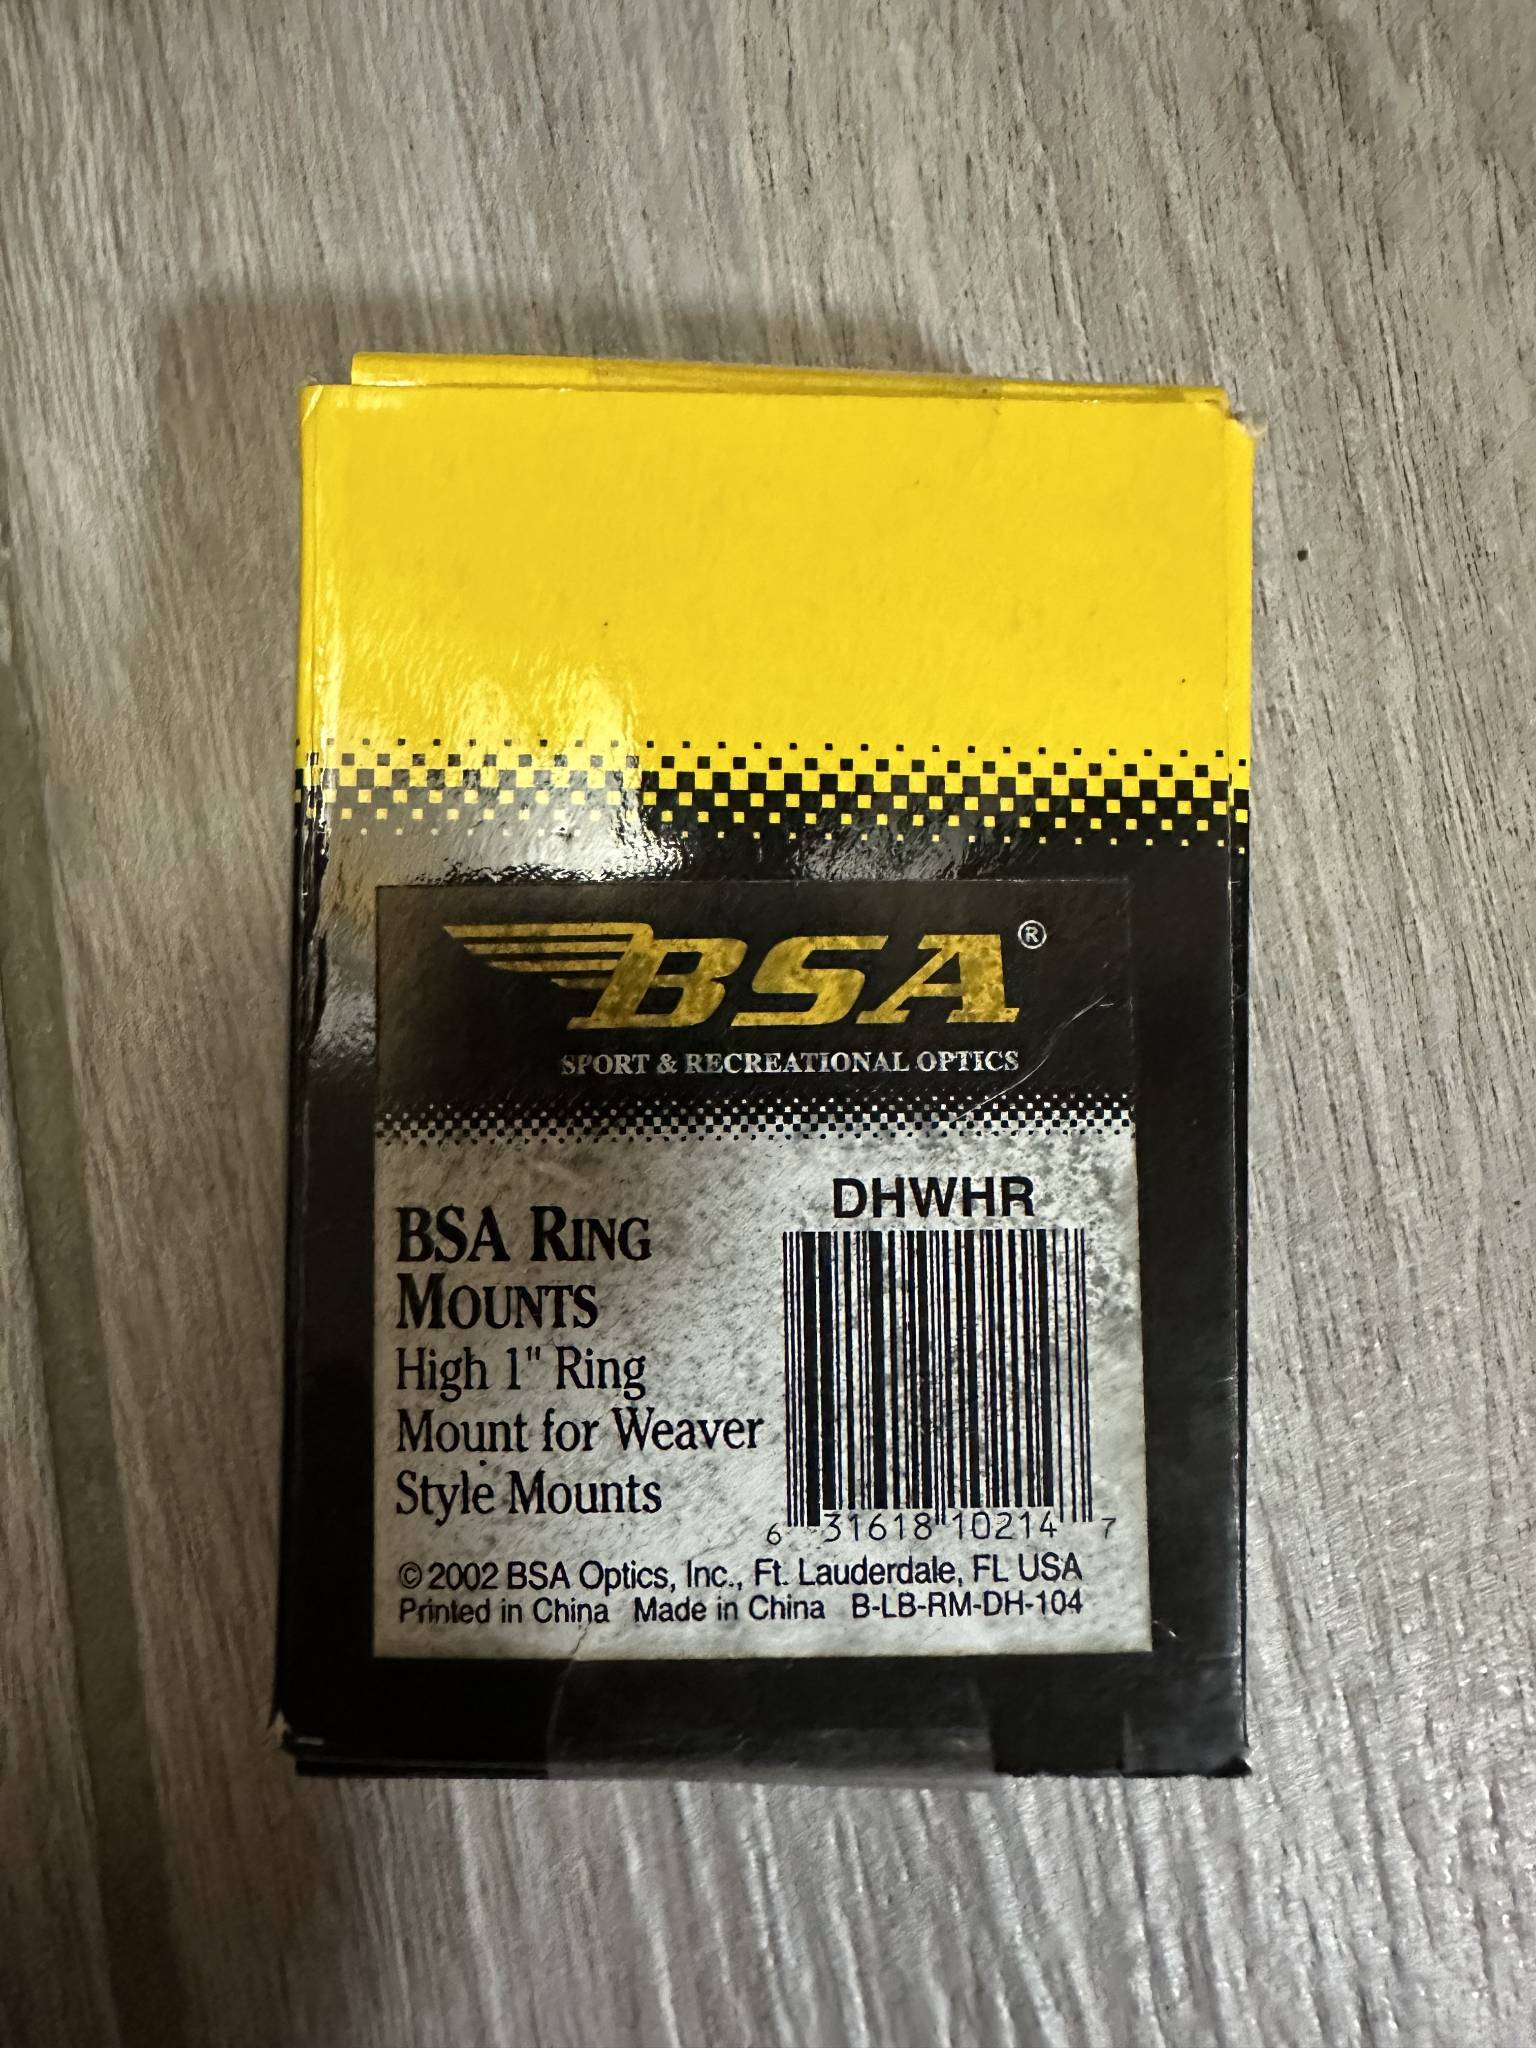 BSA®
SPORT & RECREATIONAL OPTICS
BSA RING
MOUNTS
High 1" Ring
Mount for Weaver
Style Mounts
DHWHR
6 31618 10214 7
© 2002 BSA Optics, Inc., Ft. Lauderdale, FL USA
Printed in China Made in China B-LB-RM-DH-104